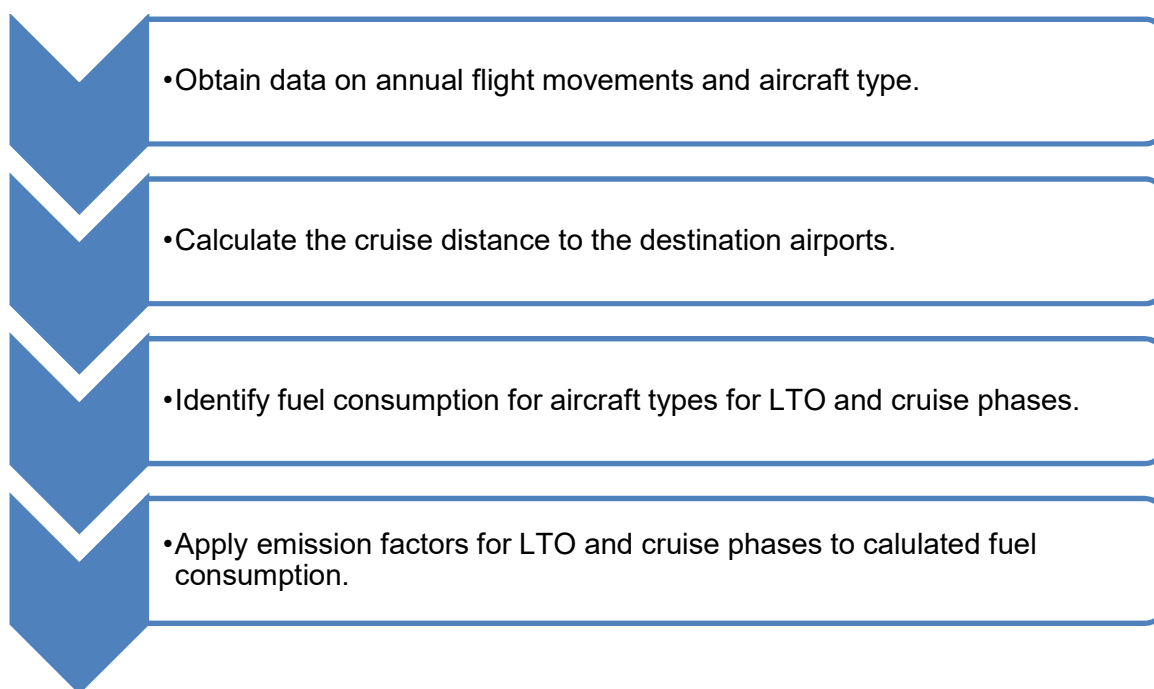 •Obtain data on annual flight movements and aircraft type.
•Calculate the cruise distance to the destination airports.
•Identify fuel consumption for aircraft types for LTO and cruise phases.
•Apply emission factors for LTO and cruise phases to calulated fuel
consumption.